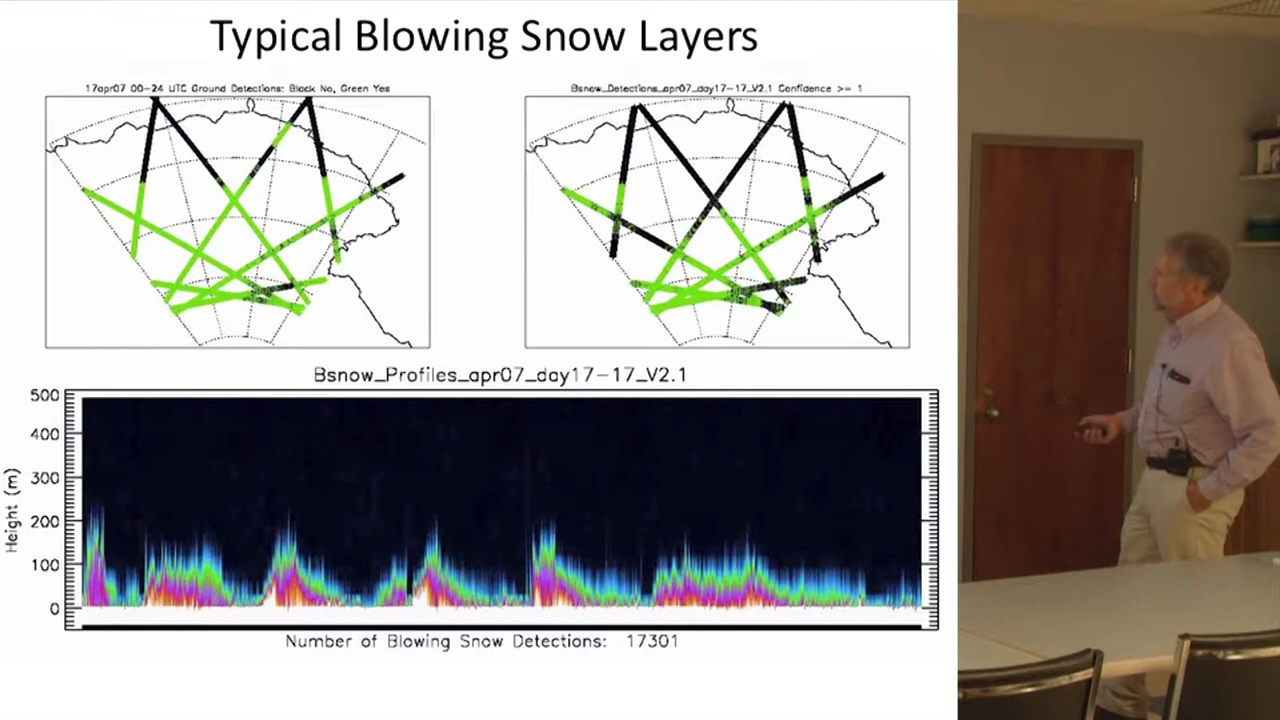 Typical Blowing Snow Layers
17apr07 00-24 UTC Ground Detections: Black No, Green Yes
Bsnow_Detections_apr07_day17-17_V2.1 Confidence >= 1
Bsnow_Profiles_apr07_day17-17_V2.1
500
400
300
200
100
0
Height (m)
Number of Blowing Snow Detections: 17301